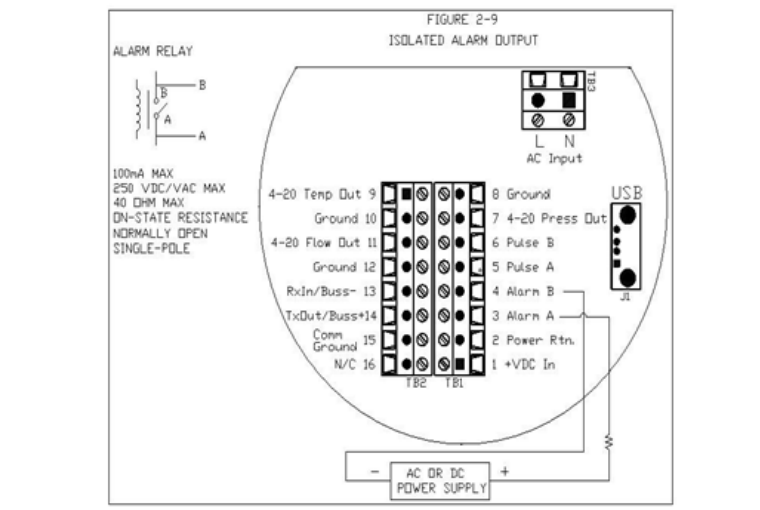 FIGURE 2-9
ISOLATED ALARM OUTPUT
ALARM RELAY
B
B
A
A
100mA MAX
250 VDC/VAC MAX
40 OHM MAX
ON-STATE RESISTANCE
NORMALLY OPEN
SINGLE-POLE
TB3
L N
AC Input
4-20 Temp Out 9
Ground 10
4-20 Flow Out 11
Ground 12
RxIn/Buss- 13
TxOut/Buss+14
Comm
Ground 15
N/C 16
TB2 TB1
8 Ground
7 4-20 Press Out
6 Pulse B
5 Pulse A
4 Alarm B
3 Alarm A
2 Power Rtn.
1 +VDC In
USB
J1
- +
AC OR DC
POWER SUPPLY